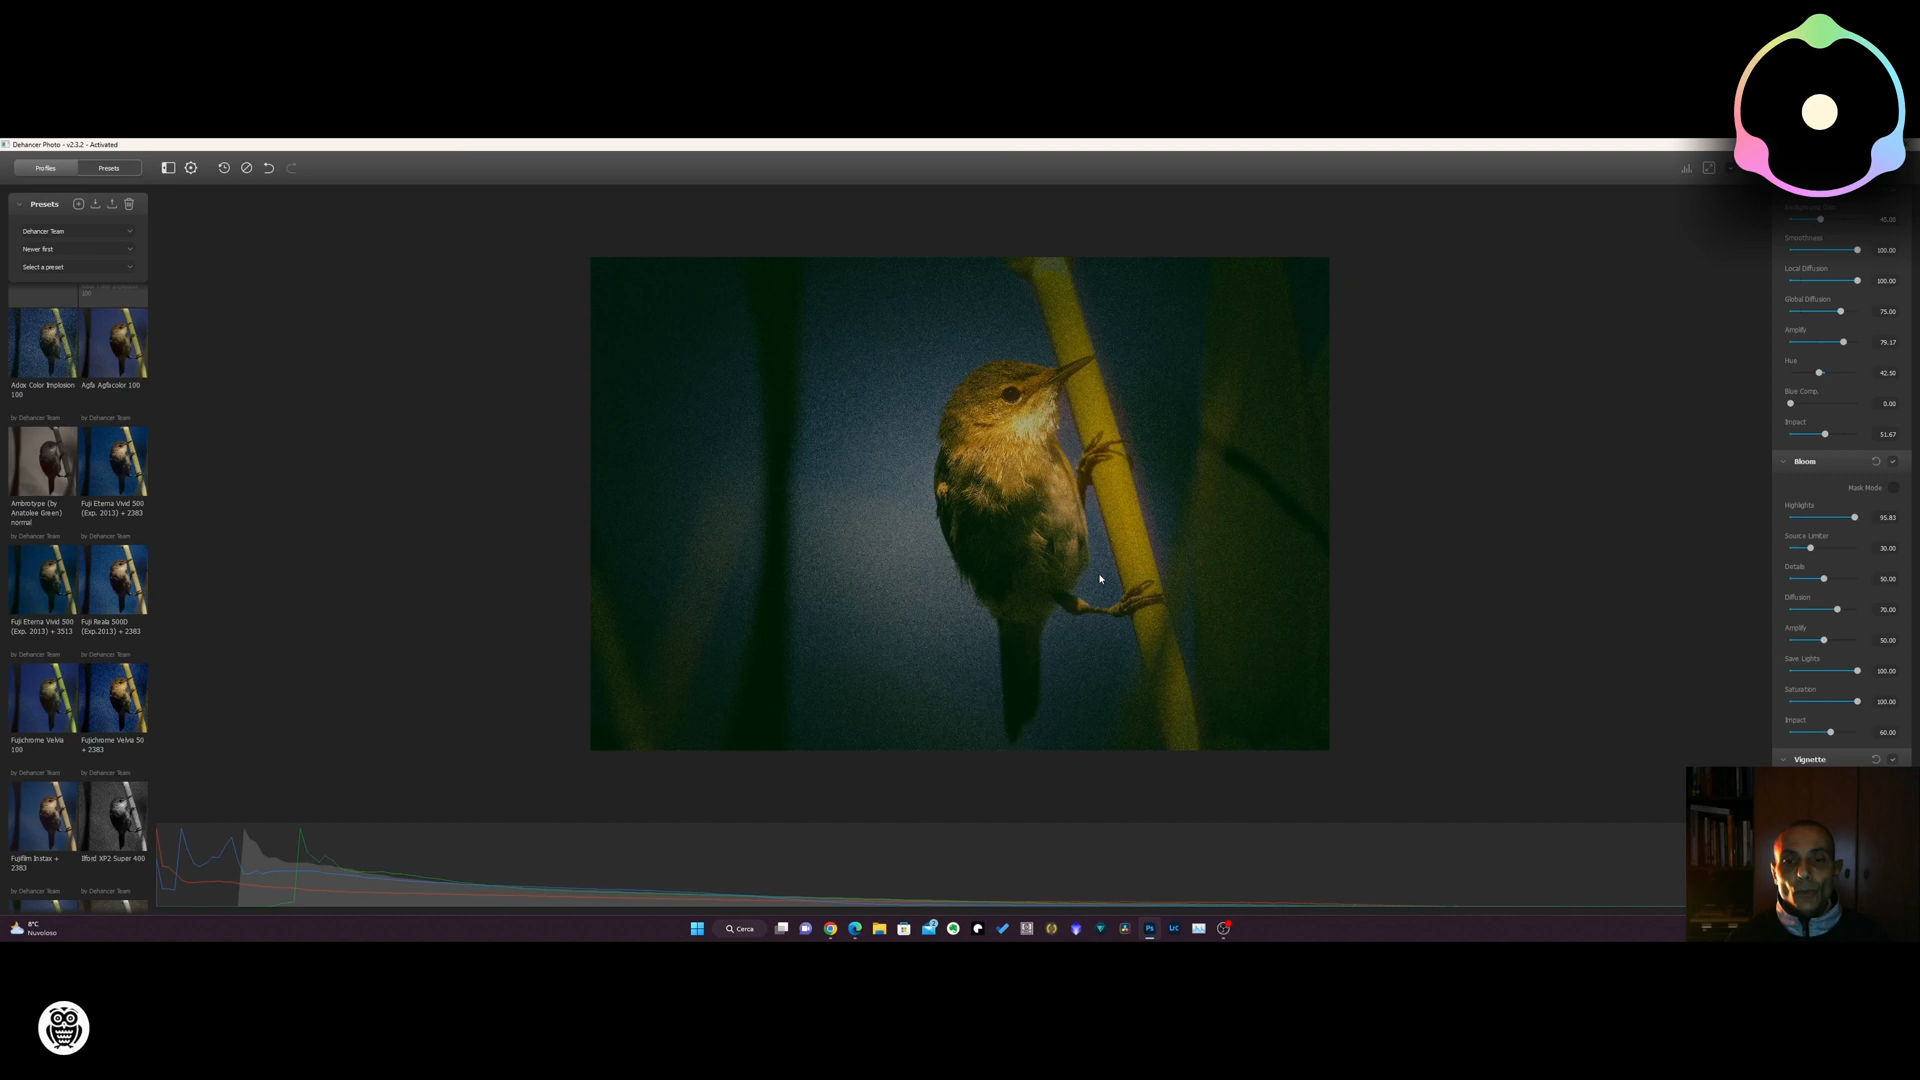 Dehancer Photo - v2.3.2 - Activated
Profiles
Presets
Presets
Dehancer Team
Newer first
Select a preset
100
Adox Color Implosion
100
Agfa Agfacolor 100
by Dehancer Team
by Dehancer Team
Ambrotype (by
Anatolee Green)
normal
Fuji Eterna Vivid 500
(Exp. 2013) + 2383
by Dehancer Team
by Dehancer Team
Fuji Eterna Vivid 500
(Exp. 2013) + 3513
Fuji Reala 500D
(Exp.2013) + 2383
by Dehancer Team
by Dehancer Team
Fujichrome Velvia
100
Fujichrome Velvia 50
+ 2383
by Dehancer Team
by Dehancer Team
Fujifilm Instax +
2383
Ilford XP2 Super 400
by Dehancer Team
by Dehancer Team
45.00
Smoothness
100.00
Local Diffusion
100.00
Global Diffusion
75.00
Amplify
79.17
Hue
42.50
Blue Comp.
0.00
Impact
51.67
Bloom
Mask Mode
Highlights
95.83
Source Limiter
30.00
Details
50.00
Diffusion
70.00
Amplify
50.00
Save Lights
100.00
Saturation
100.00
Impact
60.00
Vignette
8°C
Nuvoloso
Cerca
2
Ps
LrC